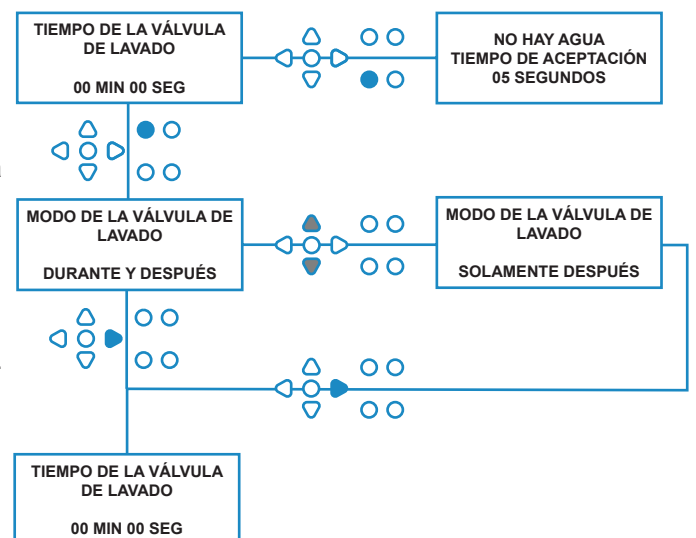 TIEMPO DE LA VÁLVULA
DE LAVADO
00 MIN 00 SEG
NO HAY AGUA
TIEMPO DE ACEPTACIÓN
05 SEGUNDOS
MODO DE LA VÁLVULA DE
LAVADO
DURANTE Y DESPUÉS
MODO DE LA VÁLVULA DE
LAVADO
SOLAMENTE DESPUÉS
TIEMPO DE LA VÁLVULA
DE LAVADO
00 MIN 00 SEG